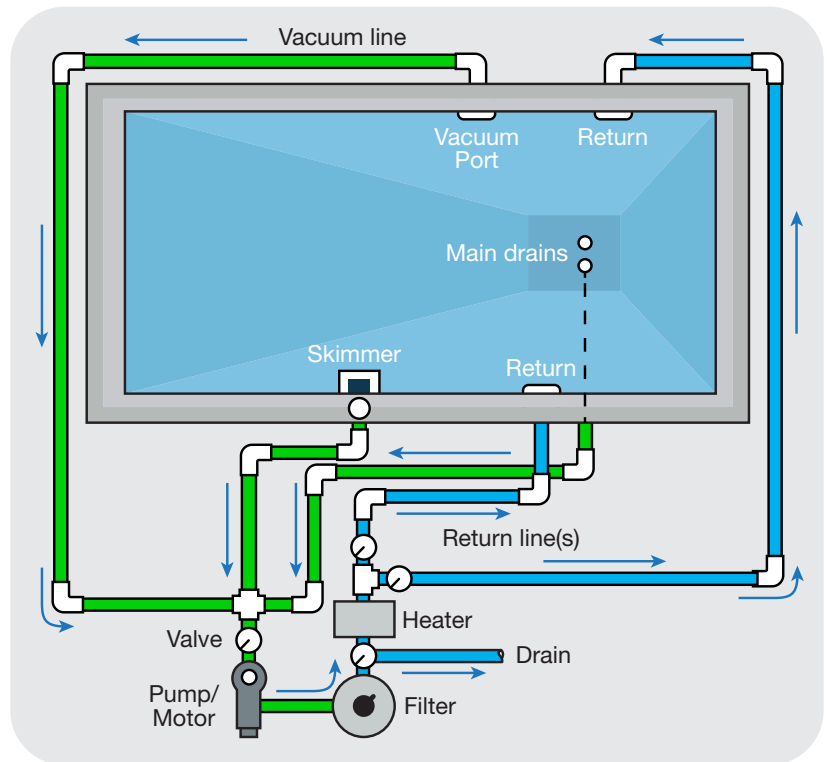 Vacuum line
Vacuum
Port
Return
Main drains
Skimmer
Return
Return line(s)
Heater
Valve
Drain
Pump/
Motor
Filter